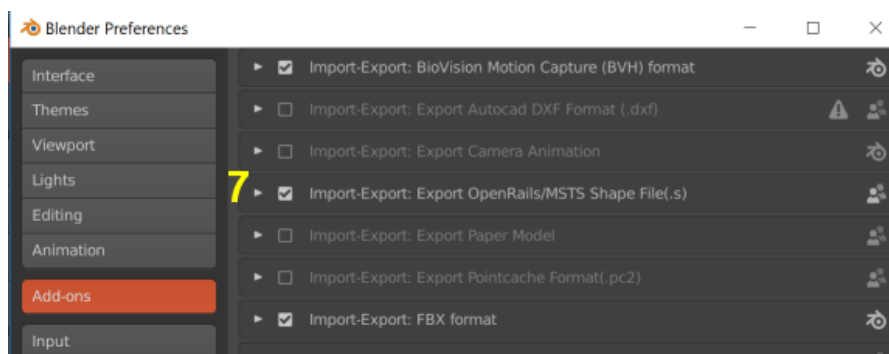 Blender Preferences
Interface
Themes
Viewport
Lights
Editing
Animation
Add-ons
Input
Import-Export: BioVision Motion Capture (BVH) format
Import-Export: Export Autocad DXF Format (.dxf)
Import-Export: Export Camera Animation
7
Import-Export: Export OpenRails/MSTS Shape File(.s)
Import-Export: Export Paper Model
Import-Export: Export Pointcache Format(.pc2)
Import-Export: FBX format